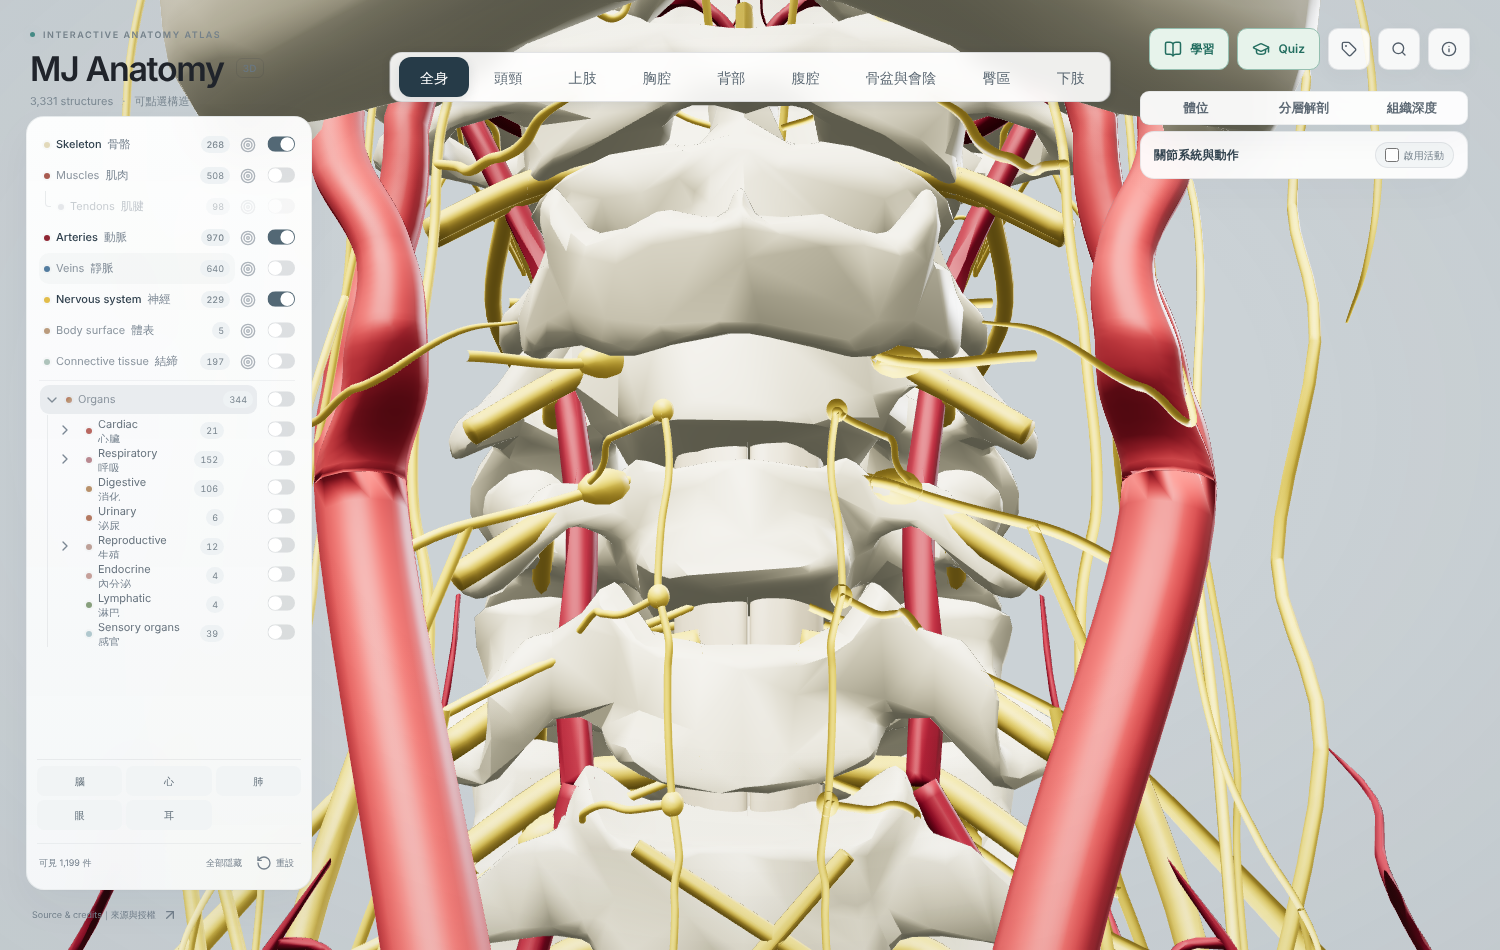 INTERACTIVE ANATOMY ATLAS
MJ Anatomy
3,331 structures · 可點選構造
全身 頭頸 上肢 胸腔 背部 腹腔 骨盆與會陰 臀區 下肢
學習 Quiz
體位 分層解剖 組織深度
關節系統與動作 啟用活動
Skeleton 骨骼 268
Muscles 肌肉 508
Tendons 肌腱 98
Arteries 動脈 970
Veins 靜脈 640
Nervous system 神經 229
Body surface 體表 5
Connective tissue 結締 197
Organs 344
Cardiac 21
心臟
Respiratory 152
呼吸
Digestive 106
消化
Urinary 6
泌尿
Reproductive 12
生殖
Endocrine 4
內分泌
Lymphatic 4
淋巴
Sensory organs 39
感官
腦 心 肺
眼 耳
可見 1,199 件 全部隱藏 重設
Source & credits | 來源與授權